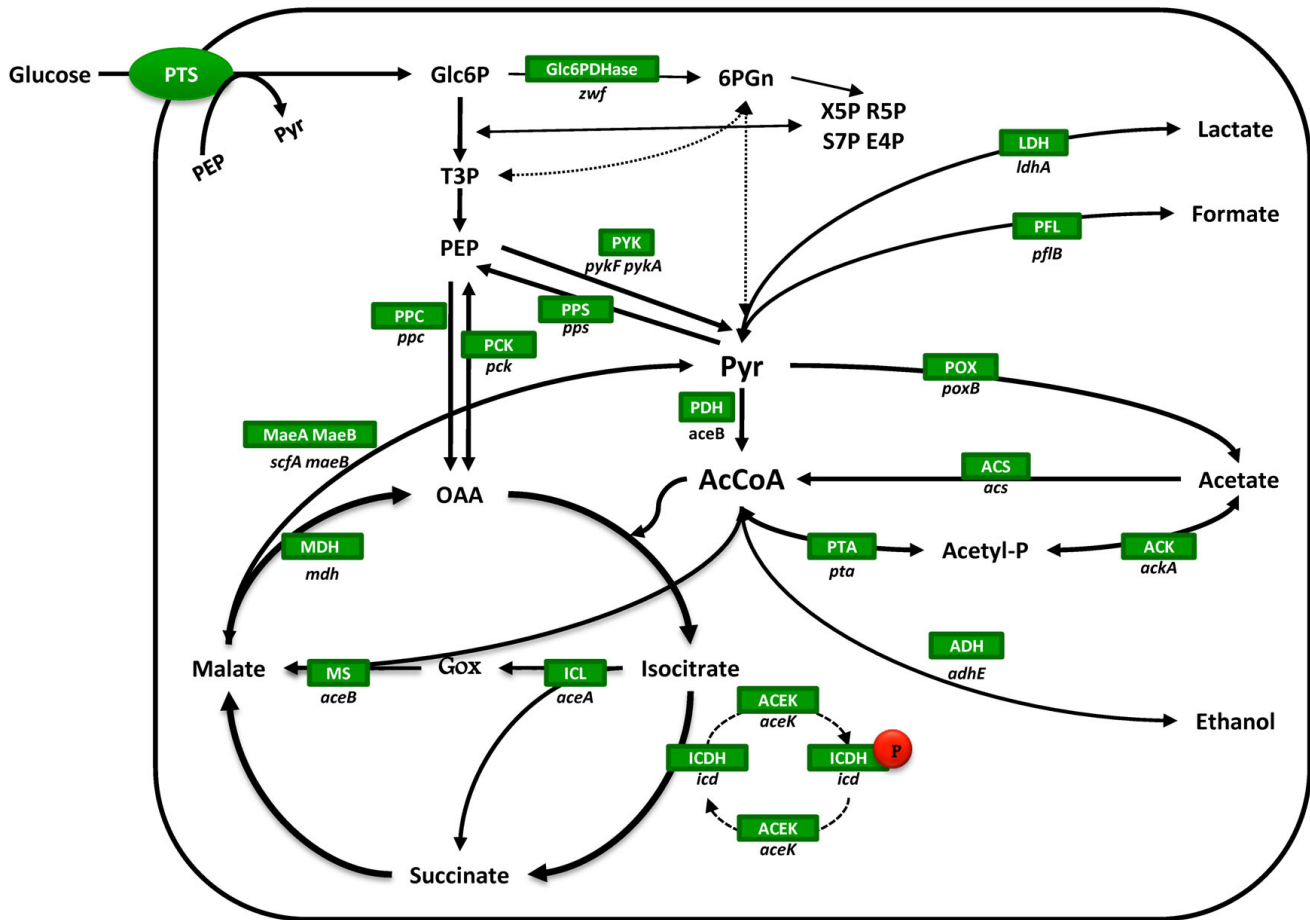 Glucose
PTS
PEP
Pyr
Glc6P
Glc6PDHase
zwf
6PGn
X5P R5P
S7P E4P
T3P
PEP
LDH
ldhA
Lactate
PFL
pflB
Formate
PYK
pykF pykA
PPS
pps
PPC
ppc
PCK
pck
Pyr
POX
poxB
PDH
aceB
MaeA MaeB
scfA maeB
OAA
AcCoA
ACS
acs
Acetate
MDH
mdh
PTA
pta
Acetyl-P
ACK
ackA
Malate
MS
aceB
Gox
ICL
aceA
Isocitrate
ADH
adhE
Ethanol
ACEK
aceK
ICDH
icd
ICDH
icd
P
ACEK
aceK
Succinate